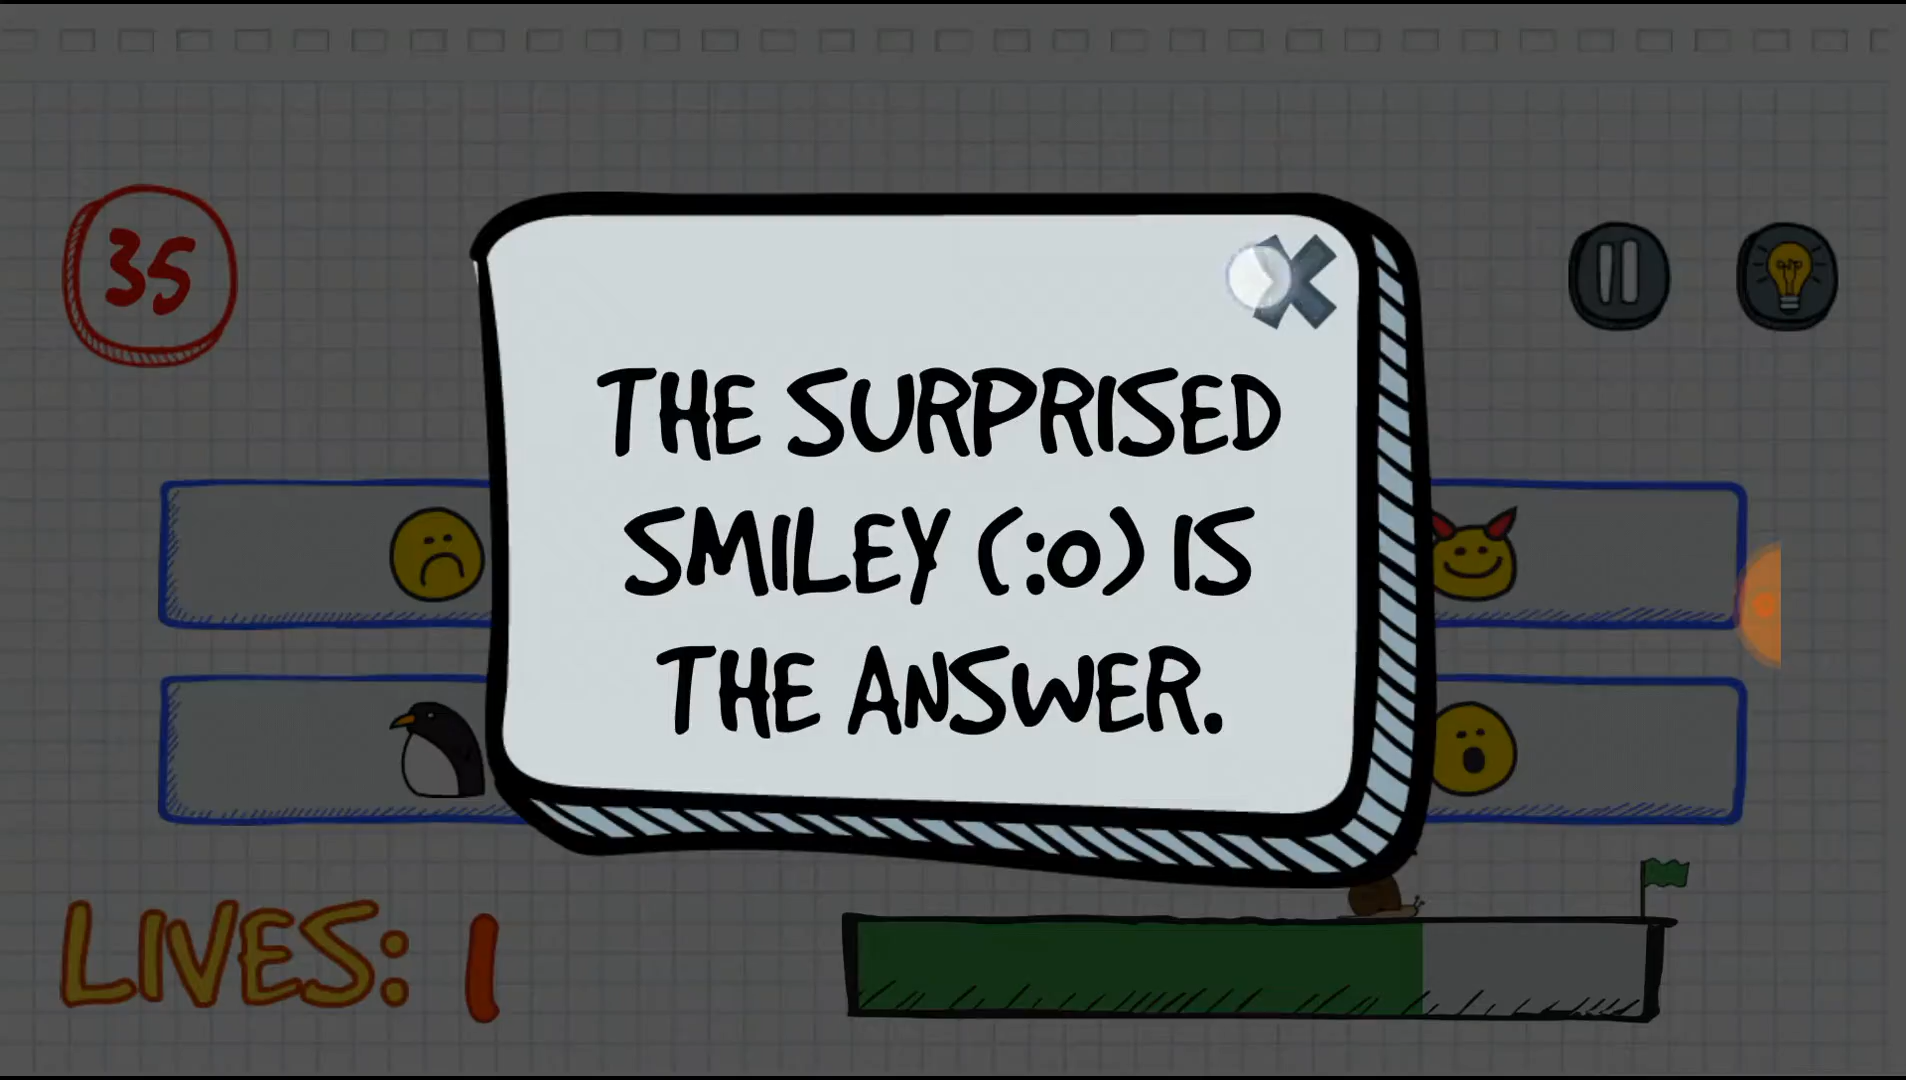 35
THE SURPRISED
SMILEY (:O) IS
THE ANSWER.
LIVES: 1